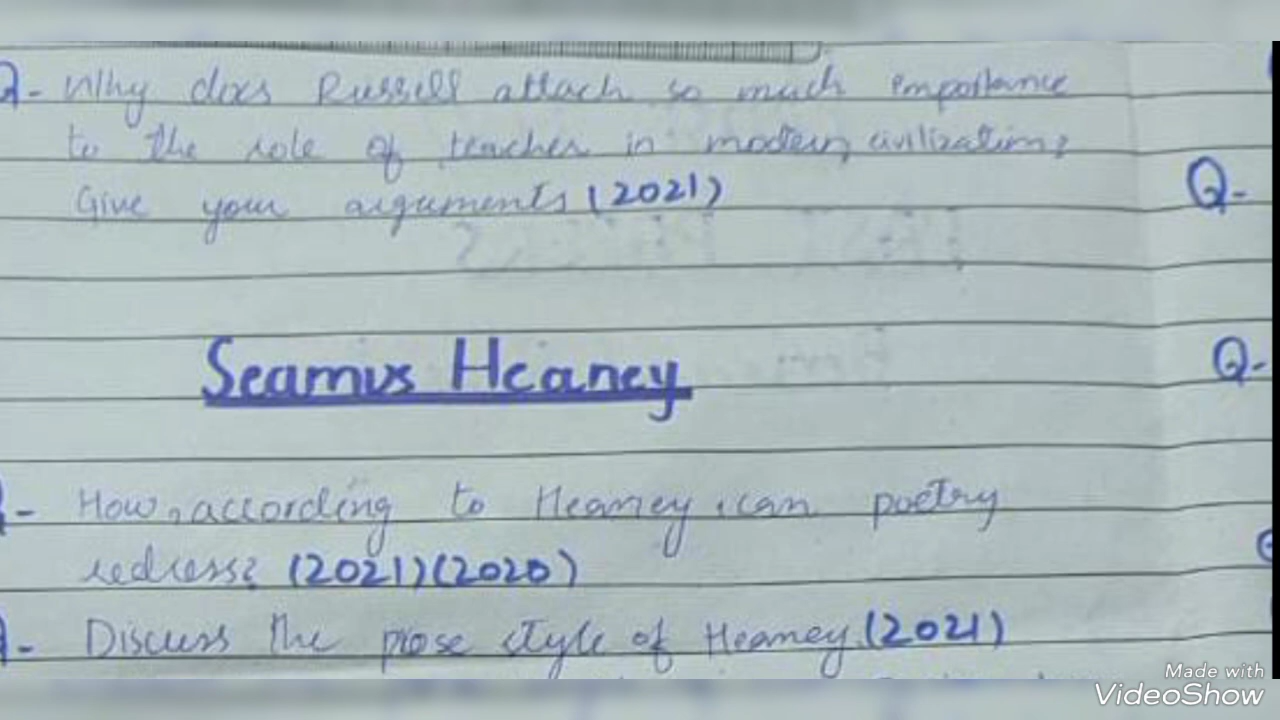 Q- Why does Russell attach so much importance
to the role of teacher in modern civilization?
Give your arguments (2021)
Q-
Seamus Heaney
Q-
Q- How, according to Heaney, can poetry
redress? (2021)(2020)
Q- Discuss the prose style of Heaney. (2021)
Made with
VideoShow